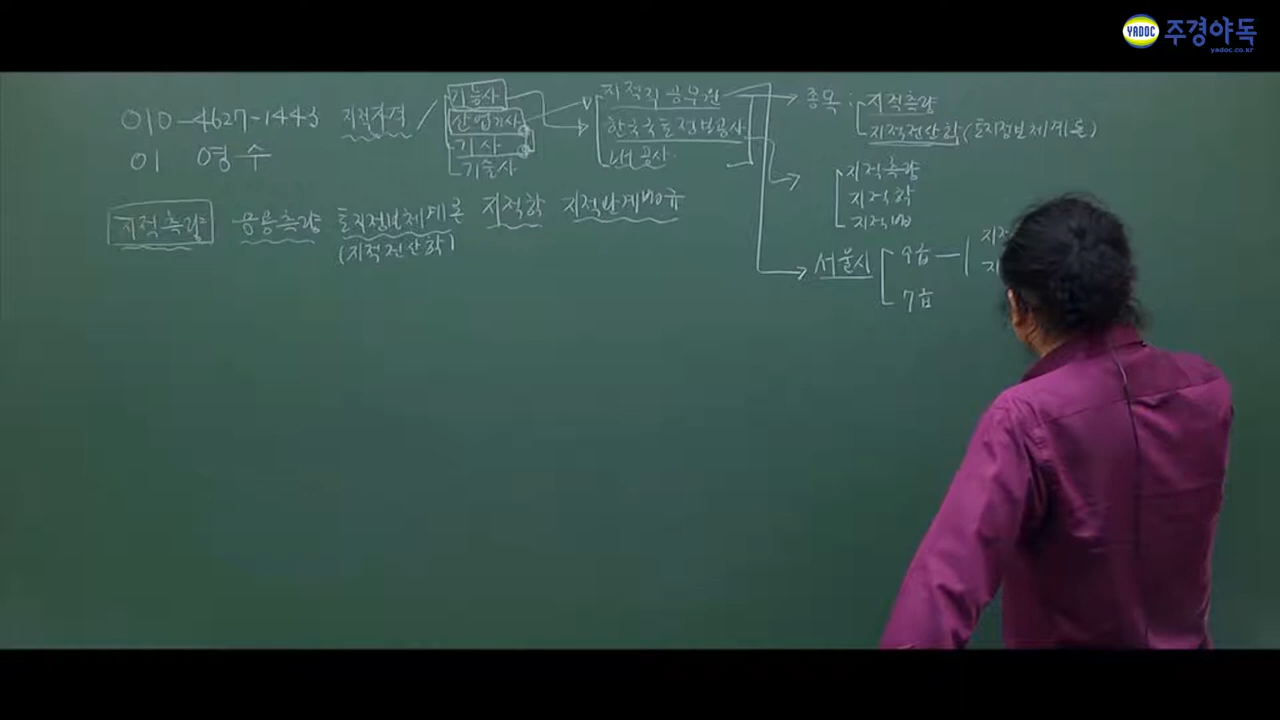 YADOC 주경야독
yadoc.co.kr
010-4627-1443
01 영 수
지적자격
기능사
산업기사
기사
기술사
지적직 공무원
한국국토정보공사
LH 공사
종목 : 지적측량
지적전산학(토지정보체계론)
지적측량
지적학
지적법
서울시
9급
7급
지적측량 응용측량 토지정보체계론 지적학 지적관계법규
(지적전산학)